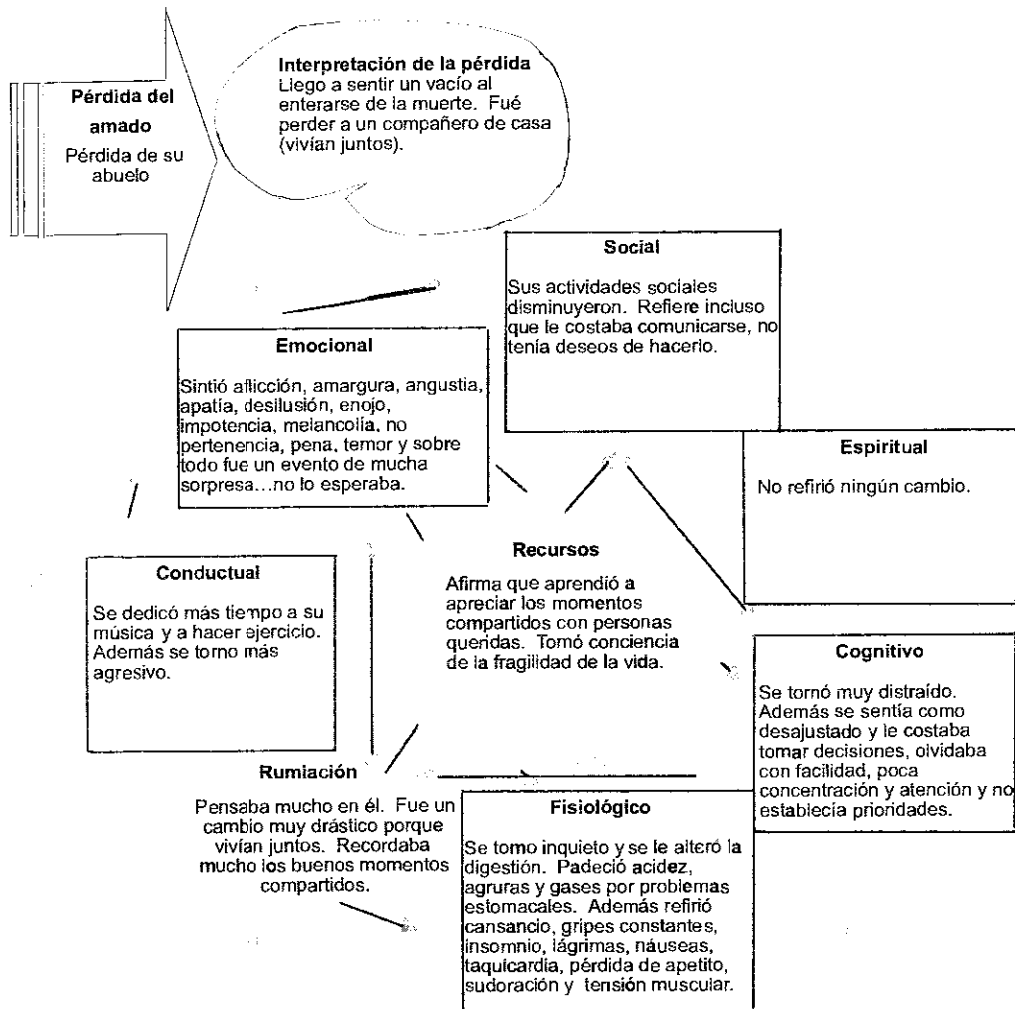 Pérdida del
amado
Pérdida de su
abuelo
Interpretación de la pérdida
Llego a sentir un vacío al
enterarse de la muerte. Fué
perder a un compañero de casa
(vivían juntos).
Social
Sus actividades sociales
disminuyeron. Refiere incluso
que le costaba comunicarse, no
tenía deseos de hacerlo.
Emocional
Sintió aflicción, amargura, angustia,
apatía, desilusión, enojo,
impotencia, melancolía, no
pertenencia, pena, temor y sobre
todo fue un evento de mucha
sorpresa...no lo esperaba.
Espiritual
No refirió ningún cambio.
Recursos
Afirma que aprendió a
apreciar los momentos
compartidos con personas
queridas. Tomó conciencia
de la fragilidad de la vida.
Conductual
Se dedicó más tiempo a su
música y a hacer ejercicio.
Además se torno más
agresivo.
Cognitivo
Se tornó muy distraído.
Además se sentía como
desajustado y le costaba
tomar decisiones, olvidaba
con facilidad, poca
concentración y atención y no
establecía prioridades.
Rumiación
Pensaba mucho en él. Fue un
cambio muy drástico porque
vivían juntos. Recordaba
mucho los buenos momentos
compartidos.
Fisiológico
Se torno inquieto y se le alteró la
digestión. Padeció acidez,
agruras y gases por problemas
estomacales. Además refirió
cansancio, gripes constantes,
insomnio, lágrimas, náuseas,
taquicardia, pérdida de apetito,
sudoración y tensión muscular.